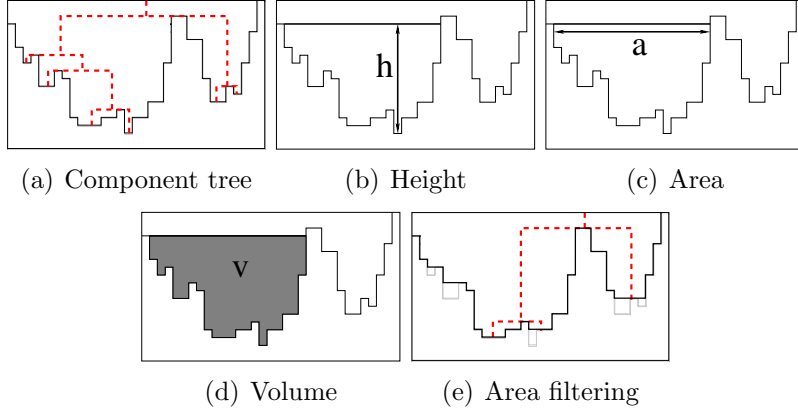 h
a
(a) Component tree
(b) Height
(c) Area
v
(d) Volume
(e) Area filtering